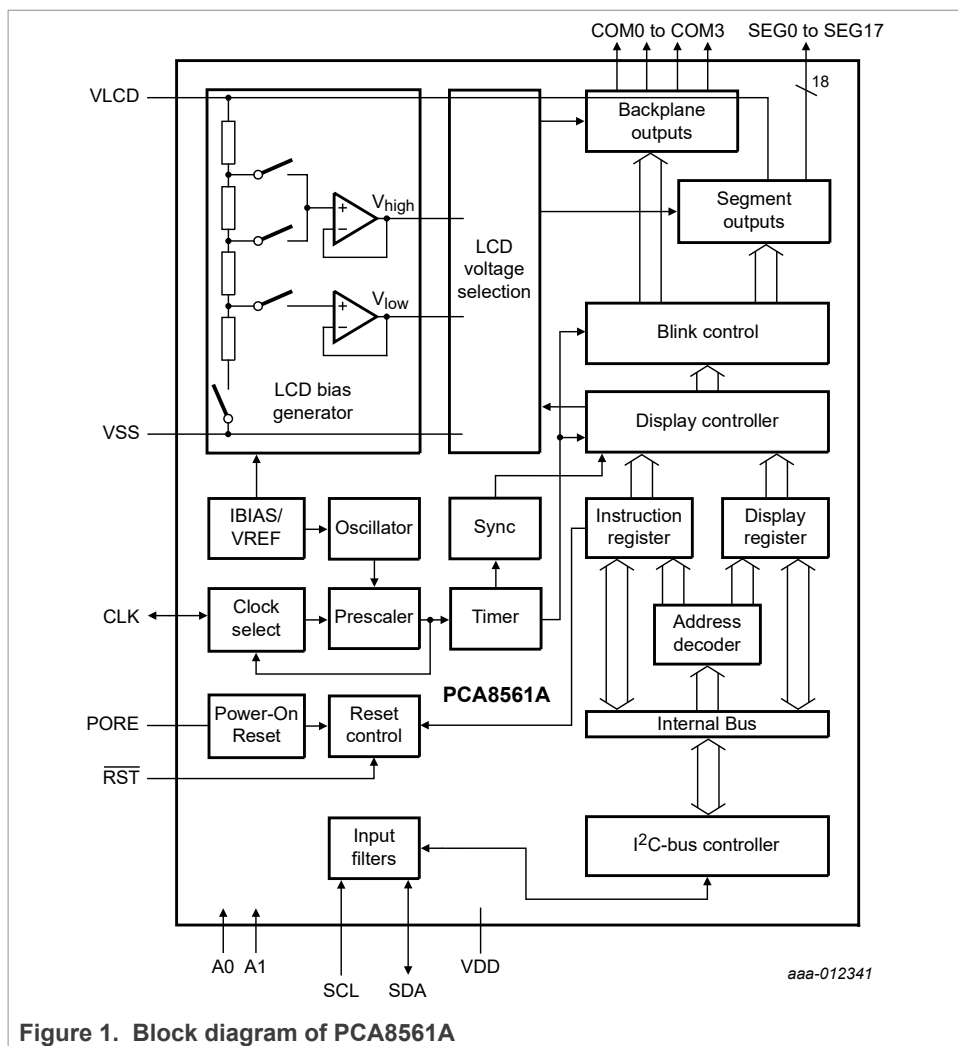 COM0 to COM3
SEG0 to SEG17
18
VLCD
Backplane
outputs
Vhigh
Segment
outputs
LCD
voltage
selection
Vlow
Blink control
LCD bias
generator
Display controller
VSS
IBIAS/
VREF
Oscillator
Sync
Instruction
register
Display
register
CLK
Clock
select
Prescaler
Timer
Address
decoder
PCA8561A
PORE
Power-On
Reset
Reset
control
Internal Bus
RST
Input
filters
I²C-bus controller
A0
A1
SCL
SDA
VDD
aaa-012341
Figure 1. Block diagram of PCA8561A